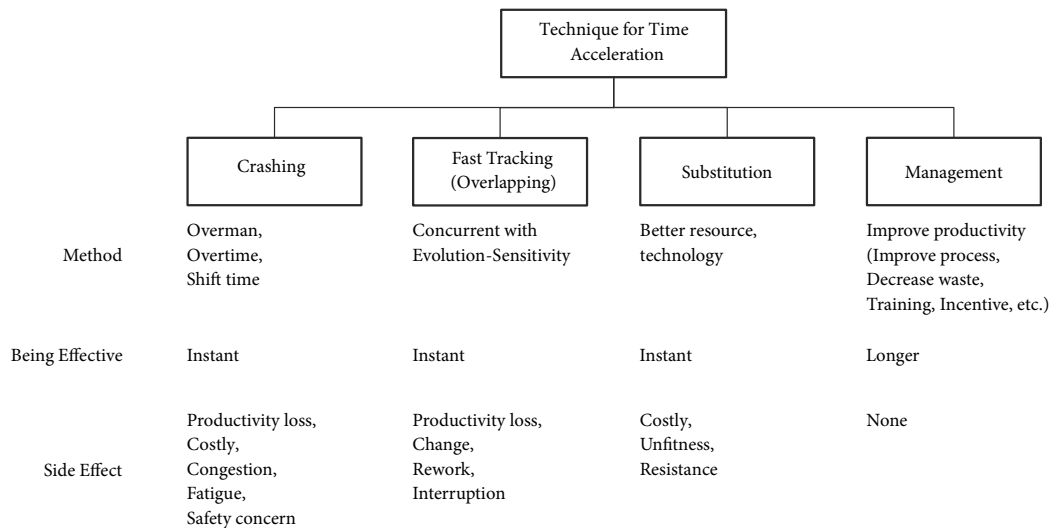 Technique for Time
Acceleration
Crashing
Fast Tracking
(Overlapping)
Substitution
Management
Method
Overman,
Overtime,
Shift time
Concurrent with
Evolution-Sensitivity
Better resource,
technology
Improve productivity
(Improve process,
Decrease waste,
Training, Incentive, etc.)
Being Effective
Instant
Instant
Instant
Longer
Side Effect
Productivity loss,
Costly,
Congestion,
Fatigue,
Safety concern
Productivity loss,
Change,
Rework,
Interruption
Costly,
Unfitness,
Resistance
None